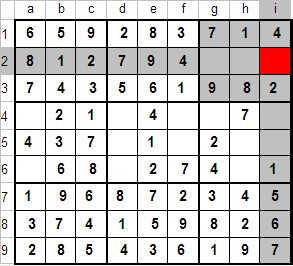 a b c d e f g h i
1 6 5 9 2 8 3 7 1 4
2 8 1 2 7 9 4
3 7 4 3 5 6 1 9 8 2
4 2 1 4 7
5 4 3 7 1 2
6 6 8 2 7 4 1
7 1 9 6 8 7 2 3 4 5
8 3 7 4 1 5 9 8 2 6
9 2 8 5 4 3 6 1 9 7